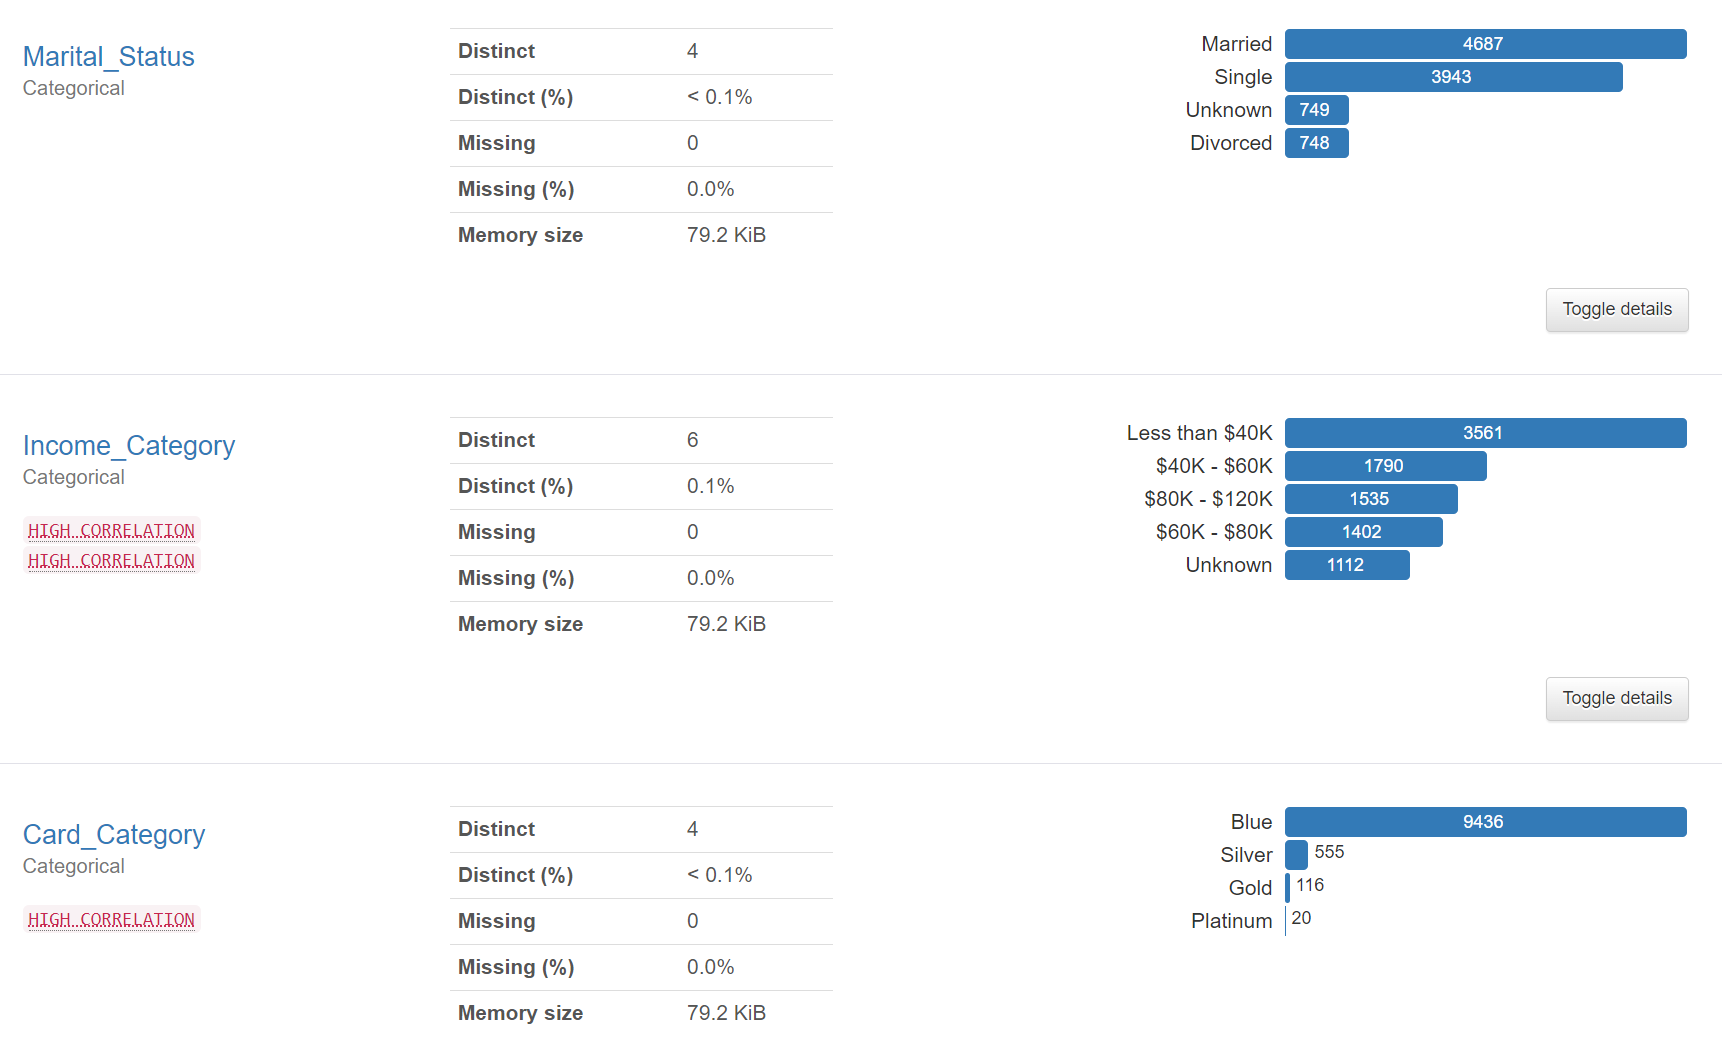 Marital_Status
Categorical
Distinct 4
Distinct (%) < 0.1%
Missing 0
Missing (%) 0.0%
Memory size 79.2 KiB
Married 4687
Single 3943
Unknown 749
Divorced 748
Toggle details
Income_Category
Categorical
HIGH CORRELATION
HIGH CORRELATION
Distinct 6
Distinct (%) 0.1%
Missing 0
Missing (%) 0.0%
Memory size 79.2 KiB
Less than $40K 3561
$40K - $60K 1790
$80K - $120K 1535
$60K - $80K 1402
Unknown 1112
Toggle details
Card_Category
Categorical
HIGH CORRELATION
Distinct 4
Distinct (%) < 0.1%
Missing 0
Missing (%) 0.0%
Memory size 79.2 KiB
Blue 9436
Silver 555
Gold 116
Platinum 20